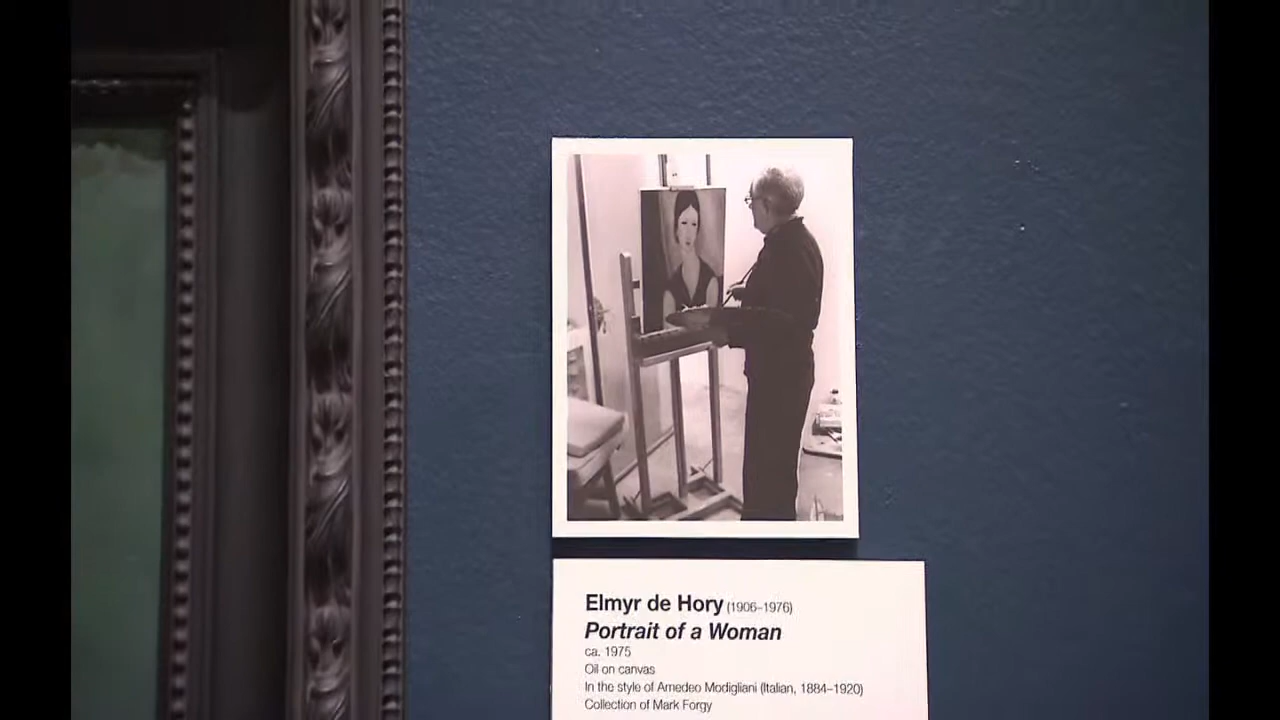 Elmyr de Hory (1906–1976)
Portrait of a Woman
ca. 1975
Oil on canvas
In the style of Amedeo Modigliani (Italian, 1884–1920)
Collection of Mark Forgy